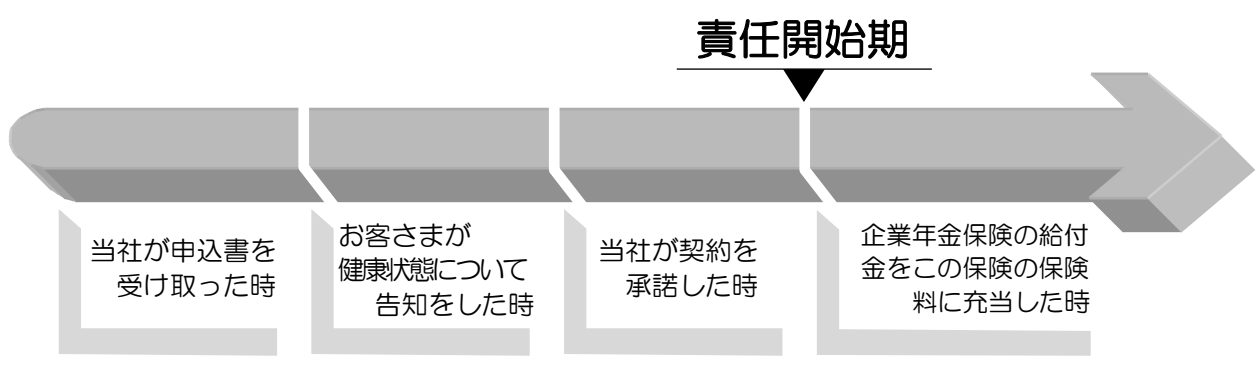 責任開始期
当社が申込書を
受け取った時
お客さまが
健康状態について
告知をした時
当社が契約を
承諾した時
企業年金保険の給付
金をこの保険の保険
料に充当した時